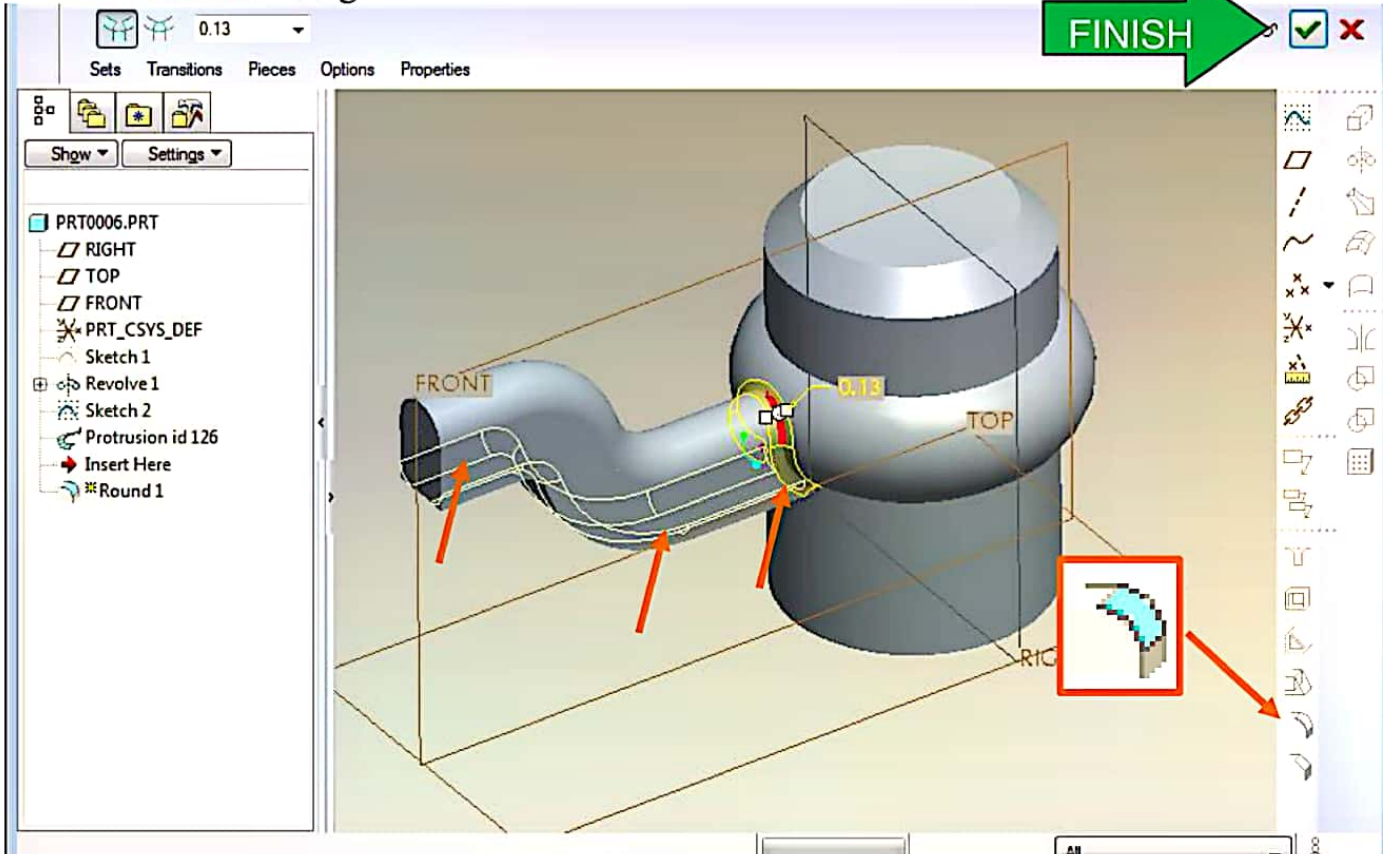 0.13
FINISH
Sets Transitions Pieces Options Properties
Show Settings
PRT0006.PRT
RIGHT
TOP
FRONT
PRT_CSYS_DEF
Sketch 1
Revolve 1
Sketch 2
Protrusion id 126
Insert Here
Round 1
FRONT
0.13
TOP
RIG
All